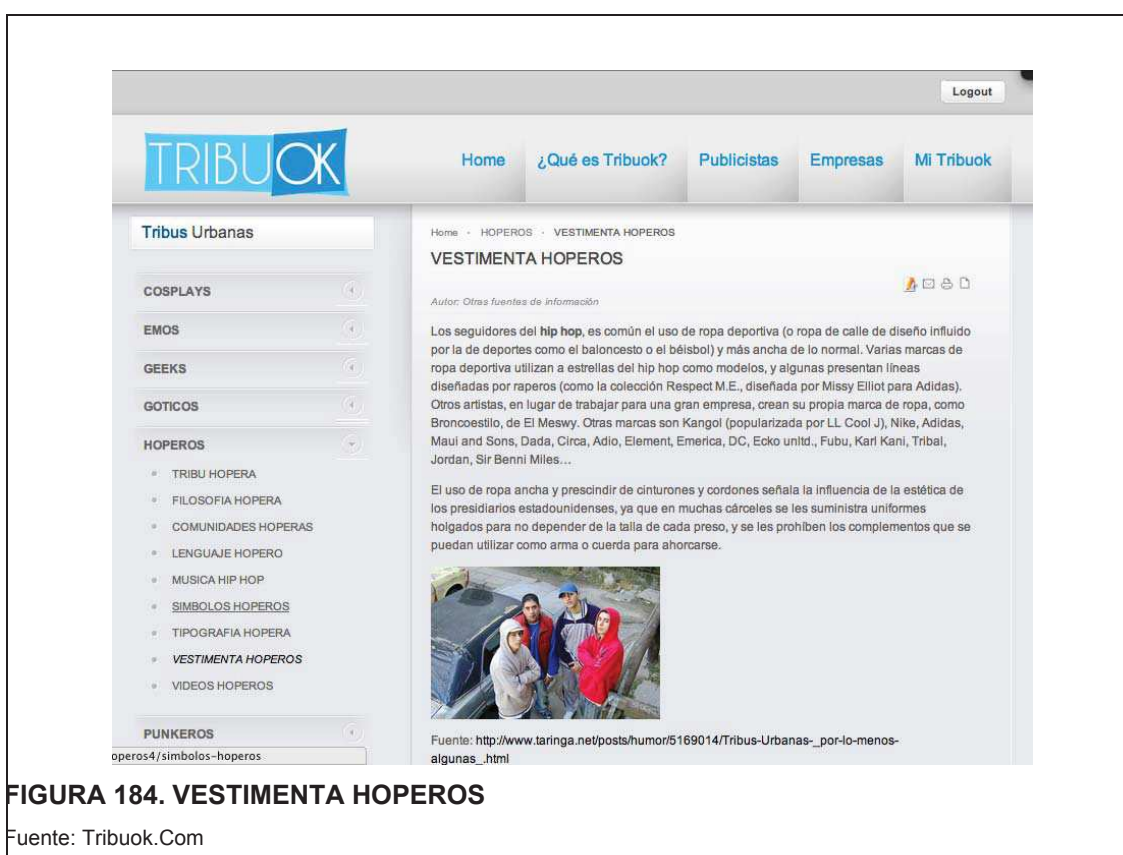 Logout
TRIBUOK
Home ¿Qué es Tribuok? Publicistas Empresas Mi Tribuok
Tribus Urbanas
COSPLAYS
EMOS
GEEKS
GOTICOS
HOPEROS
TRIBU HOPERA
FILOSOFIA HOPERA
COMUNIDADES HOPERAS
LENGUAJE HOPERO
MUSICA HIP HOP
SIMBOLOS HOPEROS
TIPOGRAFIA HOPERA
VESTIMENTA HOPEROS
VIDEOS HOPEROS
PUNKEROS
operos4/simbolos-hoperos
Home · HOPEROS · VESTIMENTA HOPEROS
VESTIMENTA HOPEROS
Autor: Otras fuentes de información
Los seguidores del hip hop, es común el uso de ropa deportiva (o ropa de calle de diseño influido
por la de deportes como el baloncesto o el béisbol) y más ancha de lo normal. Varias marcas de
ropa deportiva utilizan a estrellas del hip hop como modelos, y algunas presentan líneas
diseñadas por raperos (como la colección Respect M.E., diseñada por Missy Elliot para Adidas).
Otros artistas, en lugar de trabajar para una gran empresa, crean su propia marca de ropa, como
Broncoestilo, de El Meswy. Otras marcas son Kangol (popularizada por LL Cool J), Nike, Adidas,
Maui and Sons, Dada, Circa, Adio, Element, Emerica, DC, Ecko unltd., Fubu, Karl Kani, Tribal,
Jordan, Sir Benni Miles…
El uso de ropa ancha y prescindir de cinturones y cordones señala la influencia de la estética de
los presidiarios estadounidenses, ya que en muchas cárceles se les suministra uniformes
holgados para no depender de la talla de cada preso, y se les prohíben los complementos que se
puedan utilizar como arma o cuerda para ahorcarse.
Fuente: http://www.taringa.net/posts/humor/5169014/Tribus-Urbanas-_por-lo-menos-
algunas_.html
FIGURA 184. VESTIMENTA HOPEROS
Fuente: Tribuok.Com